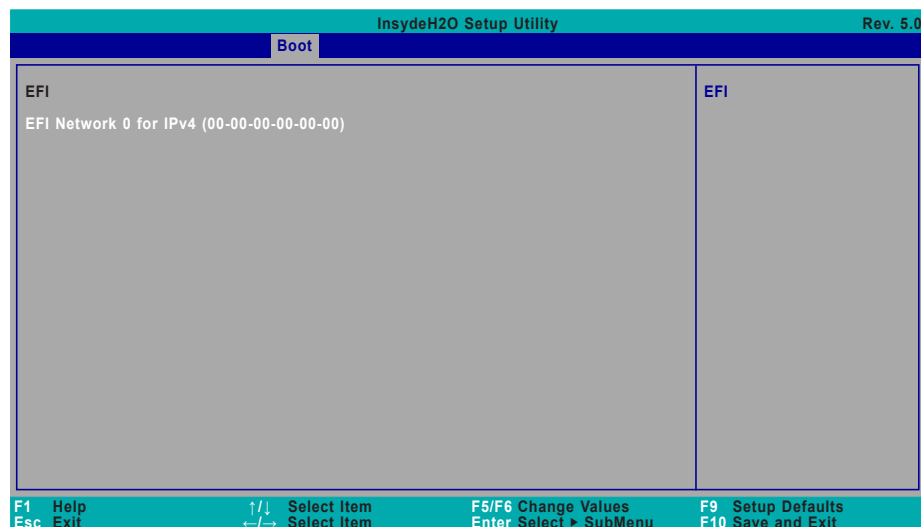 InsydeH2O Setup Utility Rev. 5.0
Boot
EFI EFI
EFI Network 0 for IPv4 (00-00-00-00-00-00)
F1 Help ↑/↓ Select Item F5/F6 Change Values F9 Setup Defaults
Esc Exit ←/→ Select Item Enter Select ▶ SubMenu F10 Save and Exit